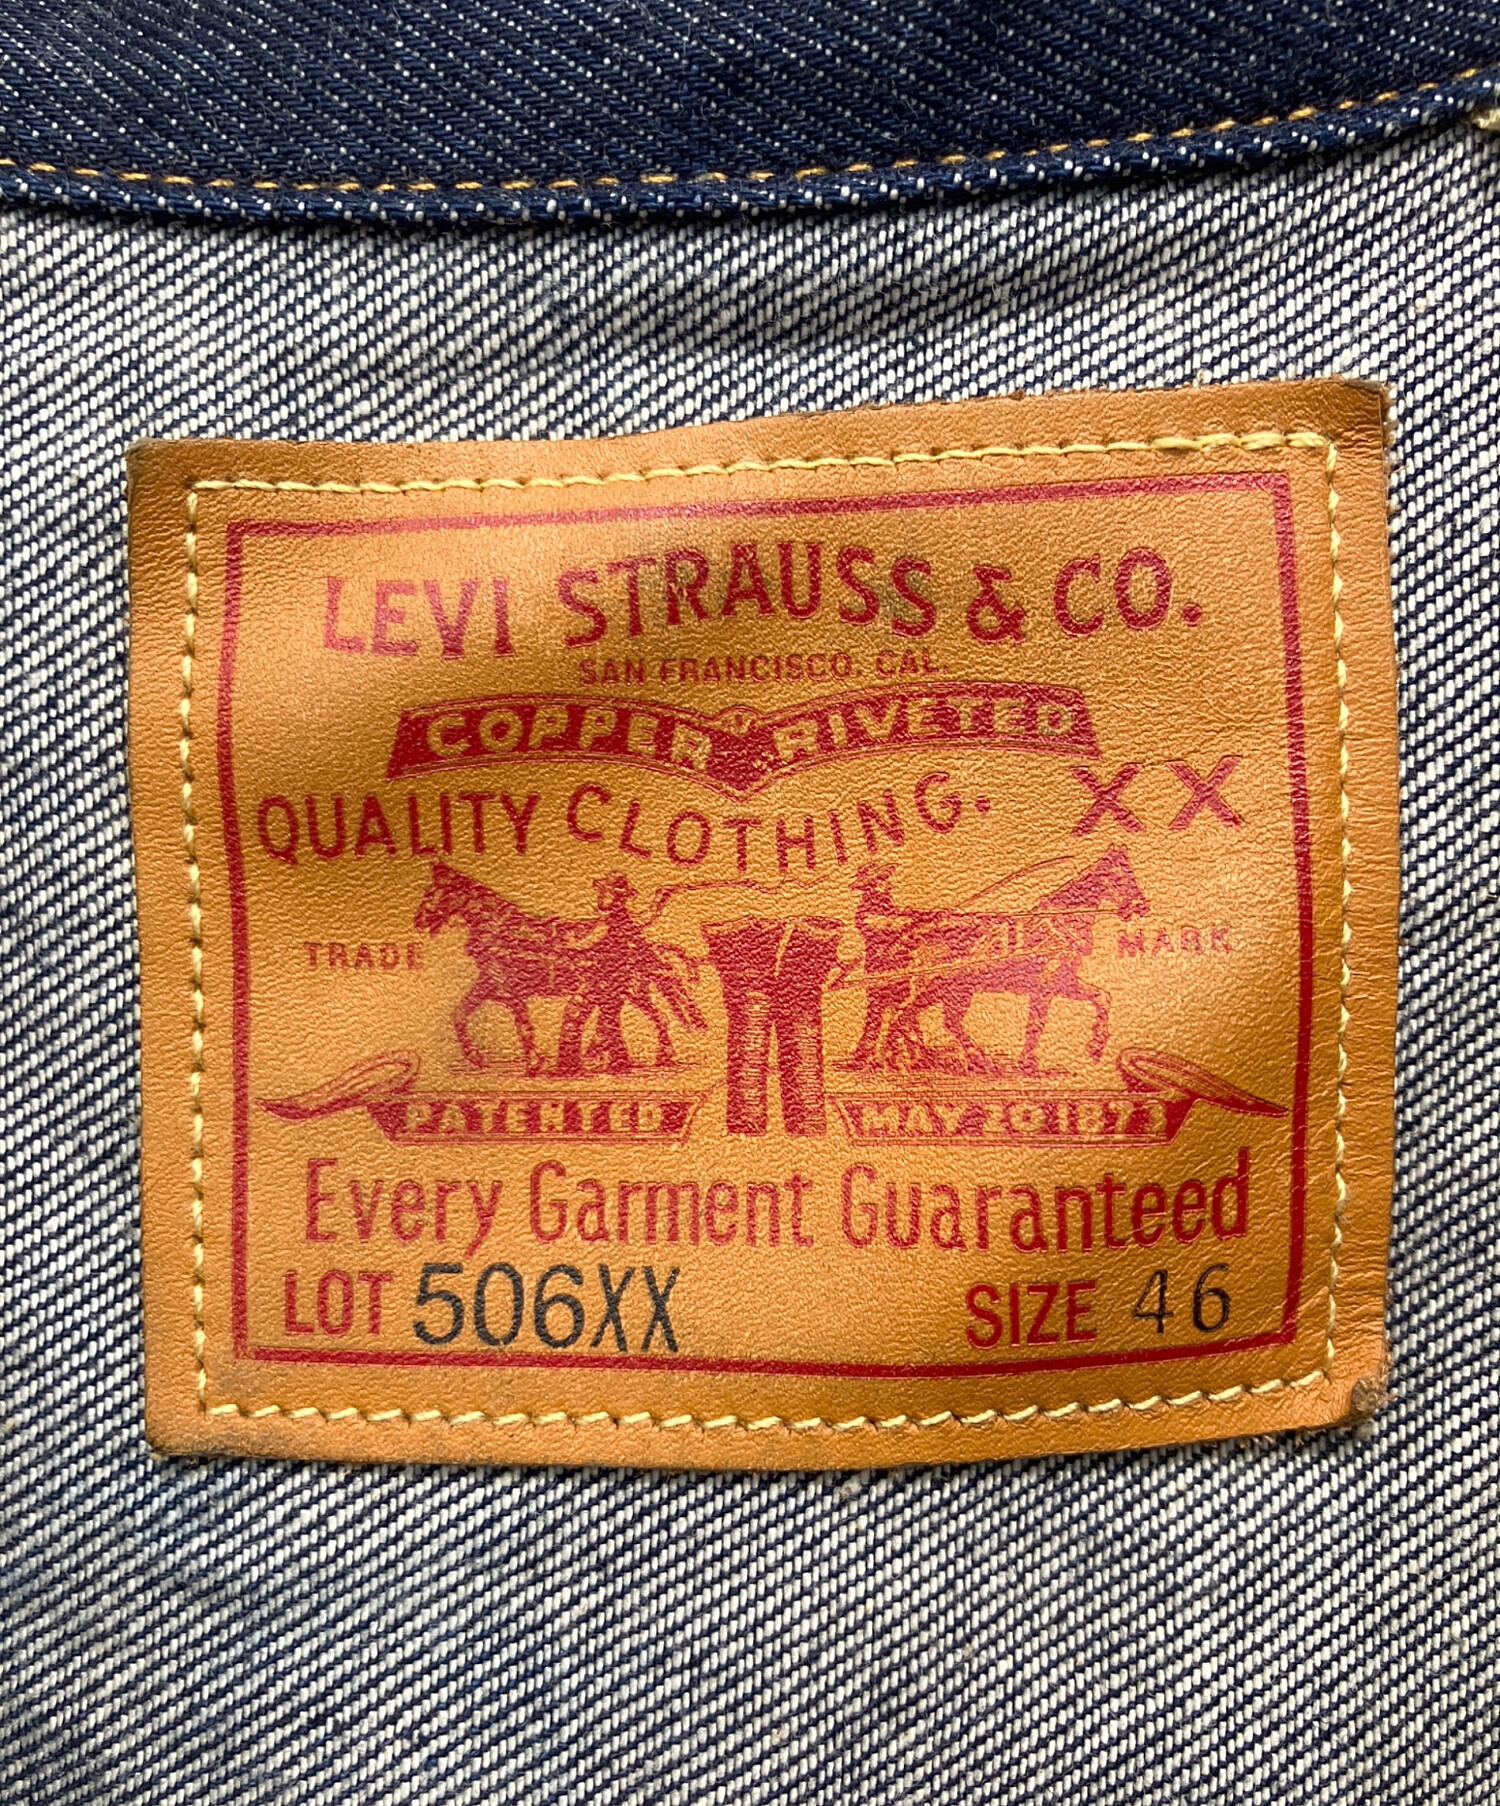 LEVI STRAUSS & CO.
SAN FRANCISCO. CAL.
COPPER RIVETED
QUALITY CLOTHING. XX
TRADE MARK
PATENTED MAY 20 1873
Every Garment Guaranteed
LOT 506XX SIZE 46